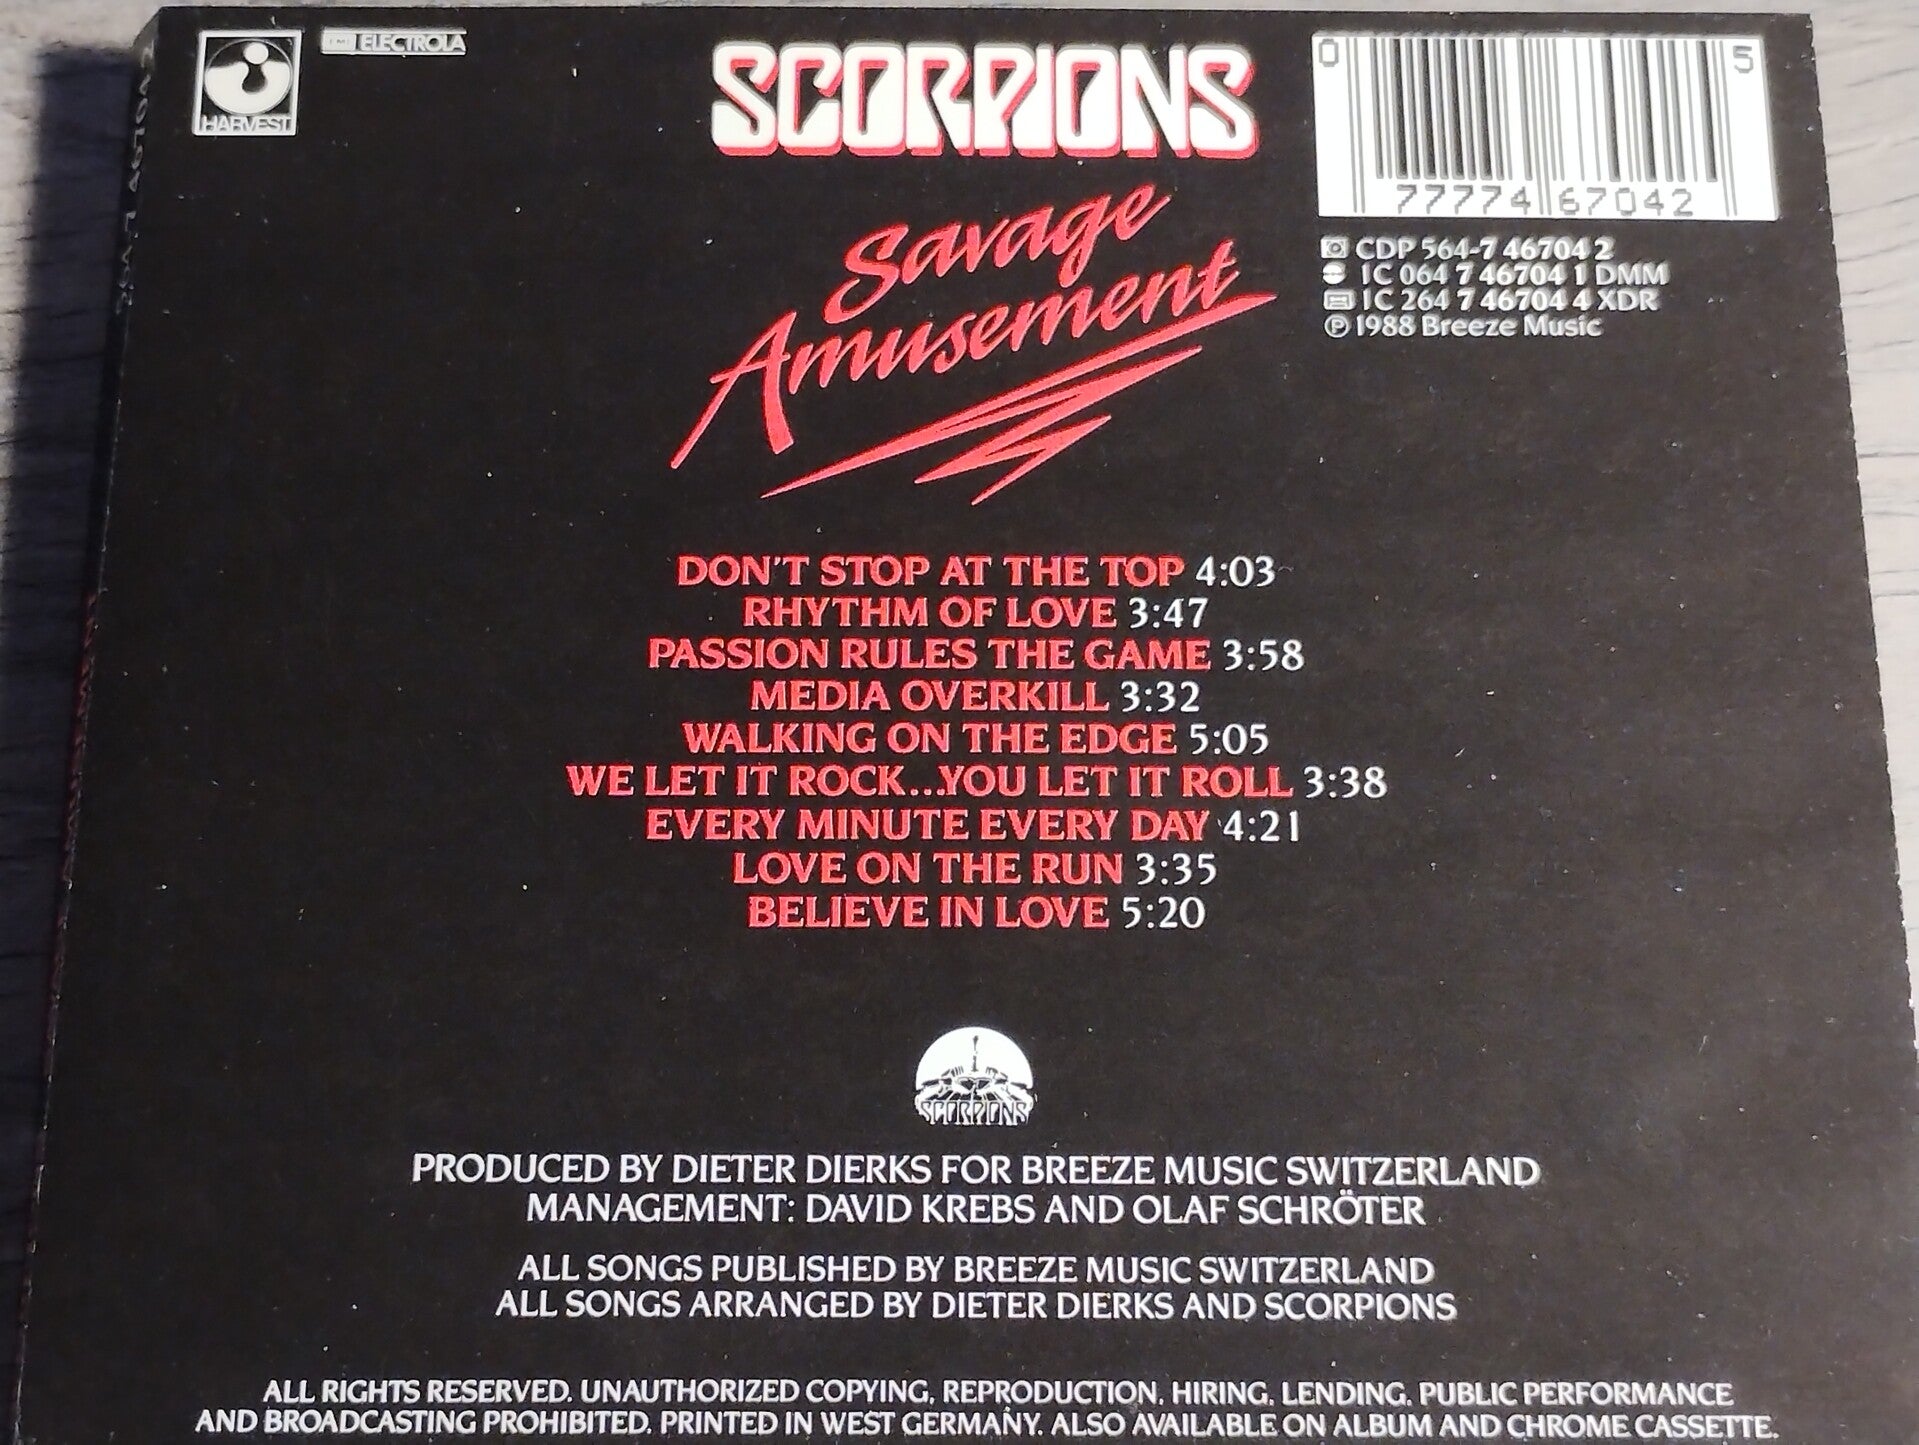 HARVEST
EMI ELECTROLA
SCORPIONS
Savage
Amusement
0 77774 67042 5
CDP 564-7 46704 2
1C 064 7 46704 1 DMM
1C 264 7 46704 4 XDR
Ⓟ 1988 Breeze Music
DON'T STOP AT THE TOP 4:03
RHYTHM OF LOVE 3:47
PASSION RULES THE GAME 3:58
MEDIA OVERKILL 3:32
WALKING ON THE EDGE 5:05
WE LET IT ROCK...YOU LET IT ROLL 3:38
EVERY MINUTE EVERY DAY 4:21
LOVE ON THE RUN 3:35
BELIEVE IN LOVE 5:20
SCORPIONS
PRODUCED BY DIETER DIERKS FOR BREEZE MUSIC SWITZERLAND
MANAGEMENT: DAVID KREBS AND OLAF SCHRÖTER
ALL SONGS PUBLISHED BY BREEZE MUSIC SWITZERLAND
ALL SONGS ARRANGED BY DIETER DIERKS AND SCORPIONS
ALL RIGHTS RESERVED. UNAUTHORIZED COPYING, REPRODUCTION, HIRING, LENDING, PUBLIC PERFORMANCE
AND BROADCASTING PROHIBITED. PRINTED IN WEST GERMANY. ALSO AVAILABLE ON ALBUM AND CHROME CASSETTE.